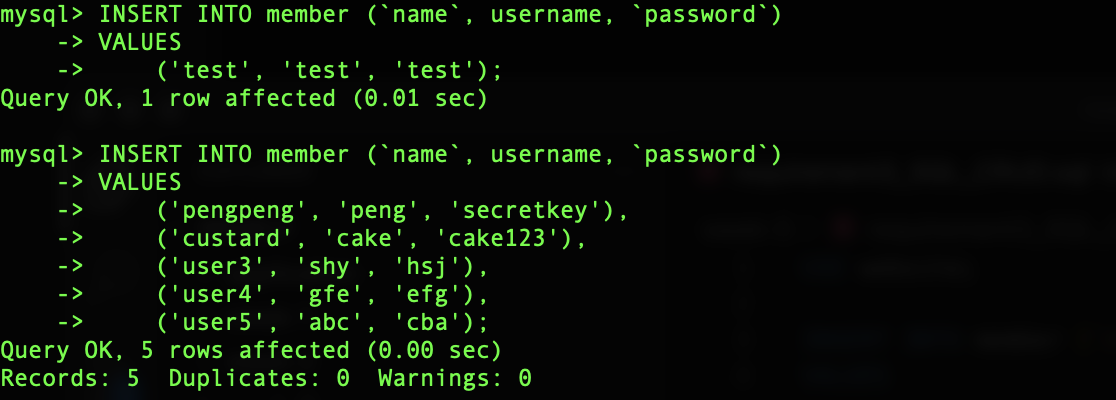 mysql> INSERT INTO member (`name`, username, `password`)
    -> VALUES
    ->     ('test', 'test', 'test');
Query OK, 1 row affected (0.01 sec)

mysql> INSERT INTO member (`name`, username, `password`)
    -> VALUES
    ->     ('pengpeng', 'peng', 'secretkey'),
    ->     ('custard', 'cake', 'cake123'),
    ->     ('user3', 'shy', 'hsj'),
    ->     ('user4', 'gfe', 'efg'),
    ->     ('user5', 'abc', 'cba');
Query OK, 5 rows affected (0.00 sec)
Records: 5  Duplicates: 0  Warnings: 0